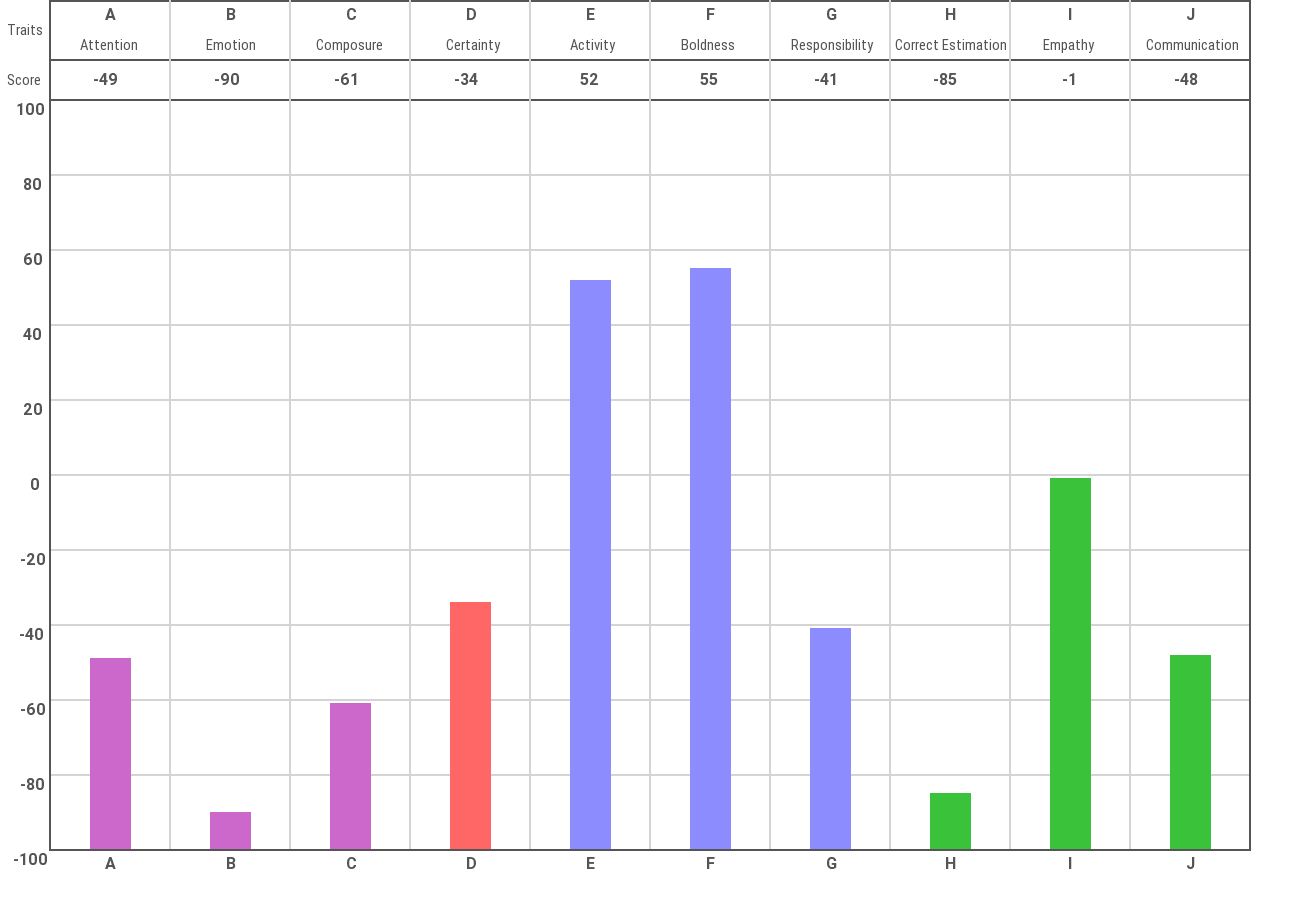 Traits A B C D E F G H I J
Attention Emotion Composure Certainty Activity Boldness Responsibility Correct Estimation Empathy Communication
Score -49 -90 -61 -34 52 55 -41 -85 -1 -48
100
80
60
40
20
0
-20
-40
-60
-80
-100
A B C D E F G H I J